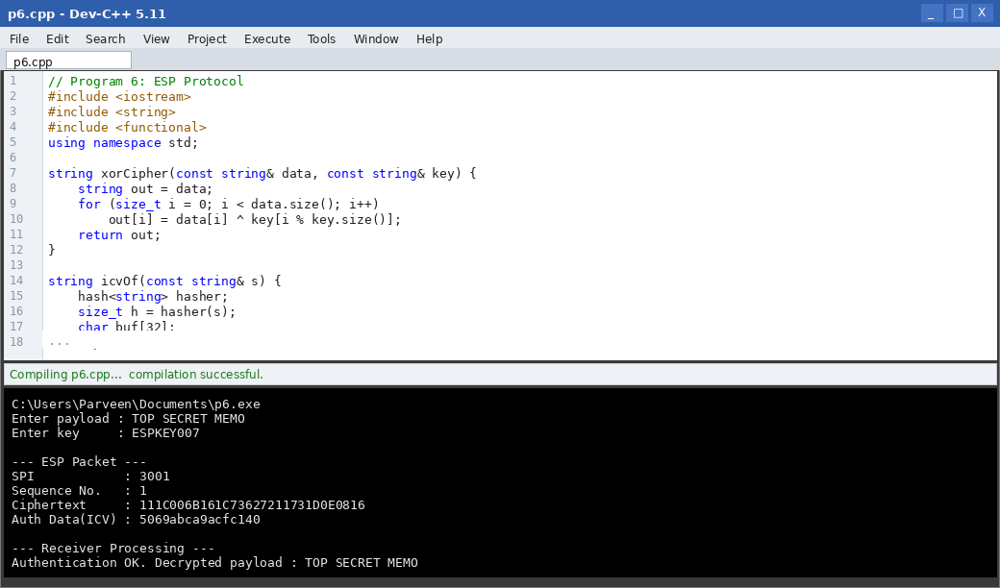 p6.cpp - Dev-C++ 5.11
_ □ X
File Edit Search View Project Execute Tools Window Help
p6.cpp
1 // Program 6: ESP Protocol
2 #include <iostream>
3 #include <string>
4 #include <functional>
5 using namespace std;
6
7 string xorCipher(const string& data, const string& key) {
8     string out = data;
9     for (size_t i = 0; i < data.size(); i++)
10         out[i] = data[i] ^ key[i % key.size()];
11     return out;
12 }
13
14 string icvOf(const string& s) {
15     hash<string> hasher;
16     size_t h = hasher(s);
17     char buf[32];
18 ...
Compiling p6.cpp... compilation successful.
C:\Users\Parveen\Documents\p6.exe
Enter payload : TOP SECRET MEMO
Enter key     : ESPKEY007
--- ESP Packet ---
SPI            : 3001
Sequence No.   : 1
Ciphertext     : 111C006B161C73627211731D0E0816
Auth Data(ICV) : 5069abca9acfc140
--- Receiver Processing ---
Authentication OK. Decrypted payload : TOP SECRET MEMO